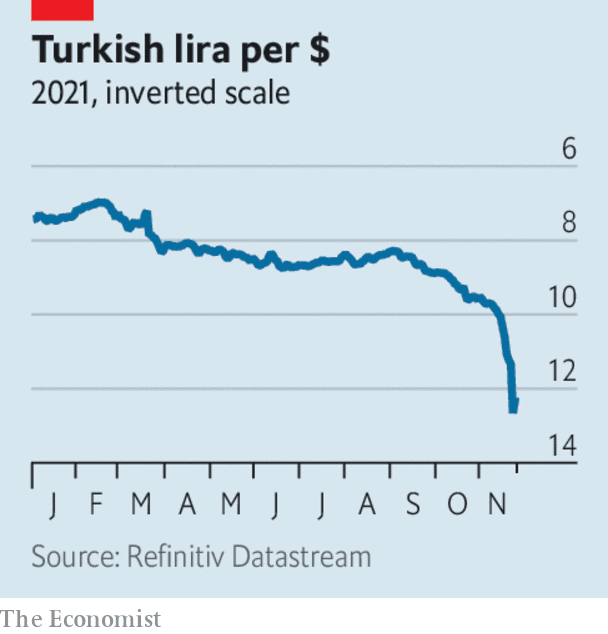 Turkish lira per $
2021, inverted scale
6
8
10
12
14
J F M A M J J A S O N
Source: Refinitiv Datastream
The Economist